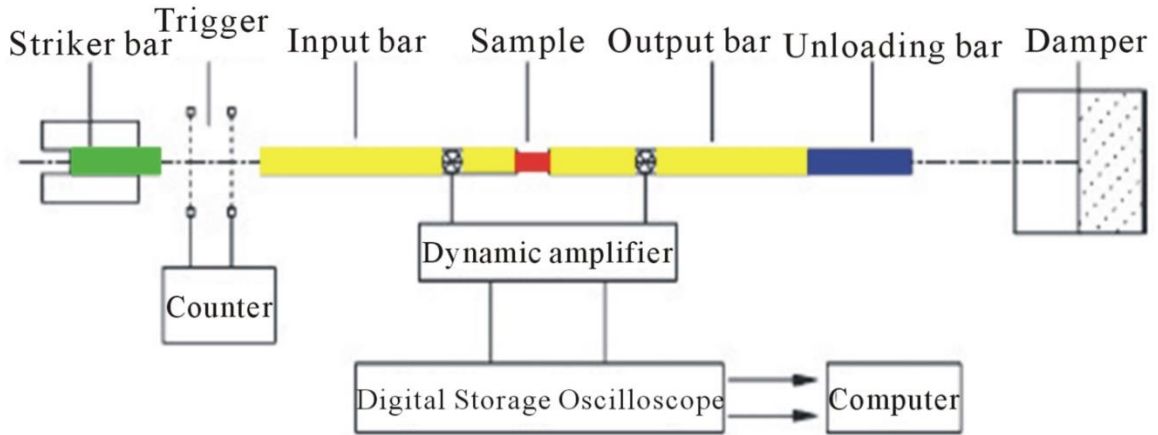 Striker bar
Trigger
Input bar
Sample
Output bar
Unloading bar
Damper
Dynamic amplifier
Counter
Digital Storage Oscilloscope
Computer